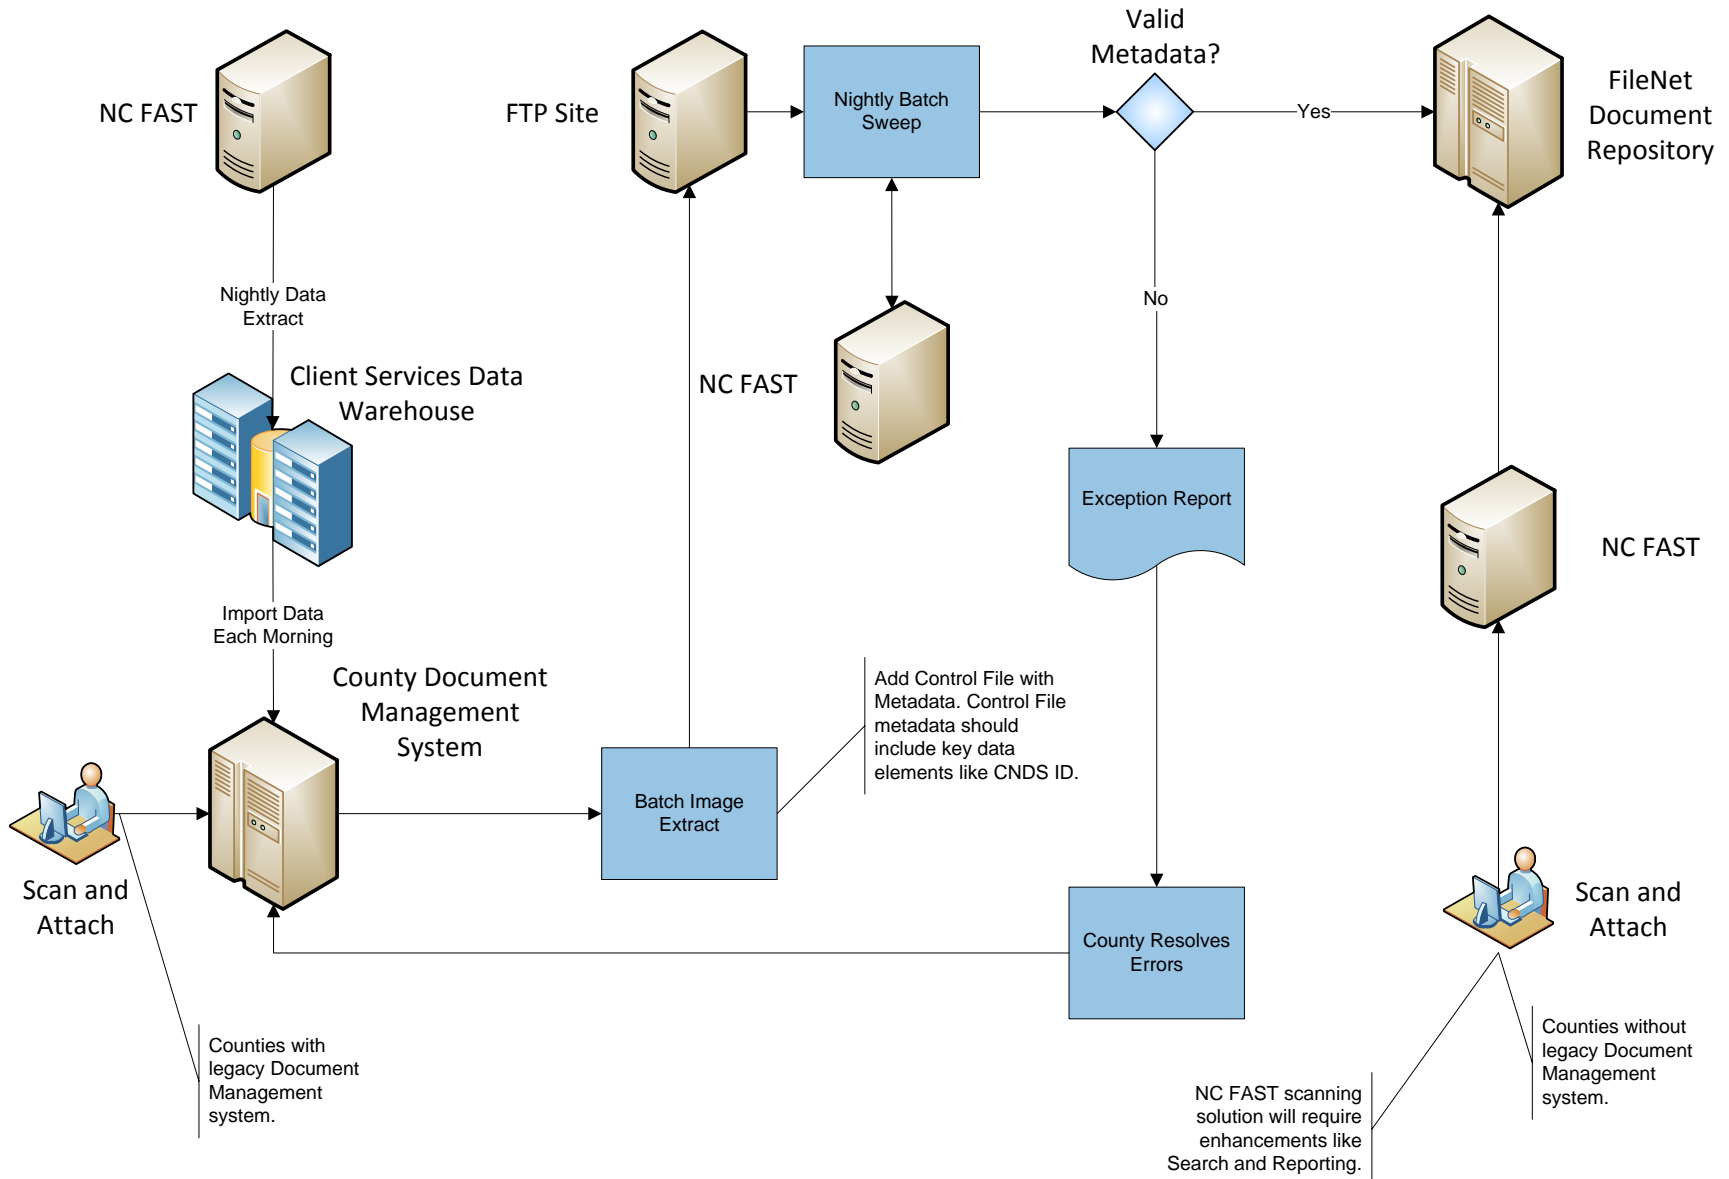 Valid
Metadata?
NC FAST
FTP Site
Nightly Batch
Sweep
Yes
FileNet
Document
Repository
Nightly Data
Extract
No
Client Services Data
Warehouse
NC FAST
Exception Report
NC FAST
Import Data
Each Morning
County Document
Management
System
Add Control File with
Metadata. Control File
metadata should
include key data
elements like CNDS ID.
Batch Image
Extract
Scan and
Attach
County Resolves
Errors
Scan and
Attach
Counties with
legacy Document
Management
system.
Counties without
legacy Document
Management
system.
NC FAST scanning
solution will require
enhancements like
Search and Reporting.